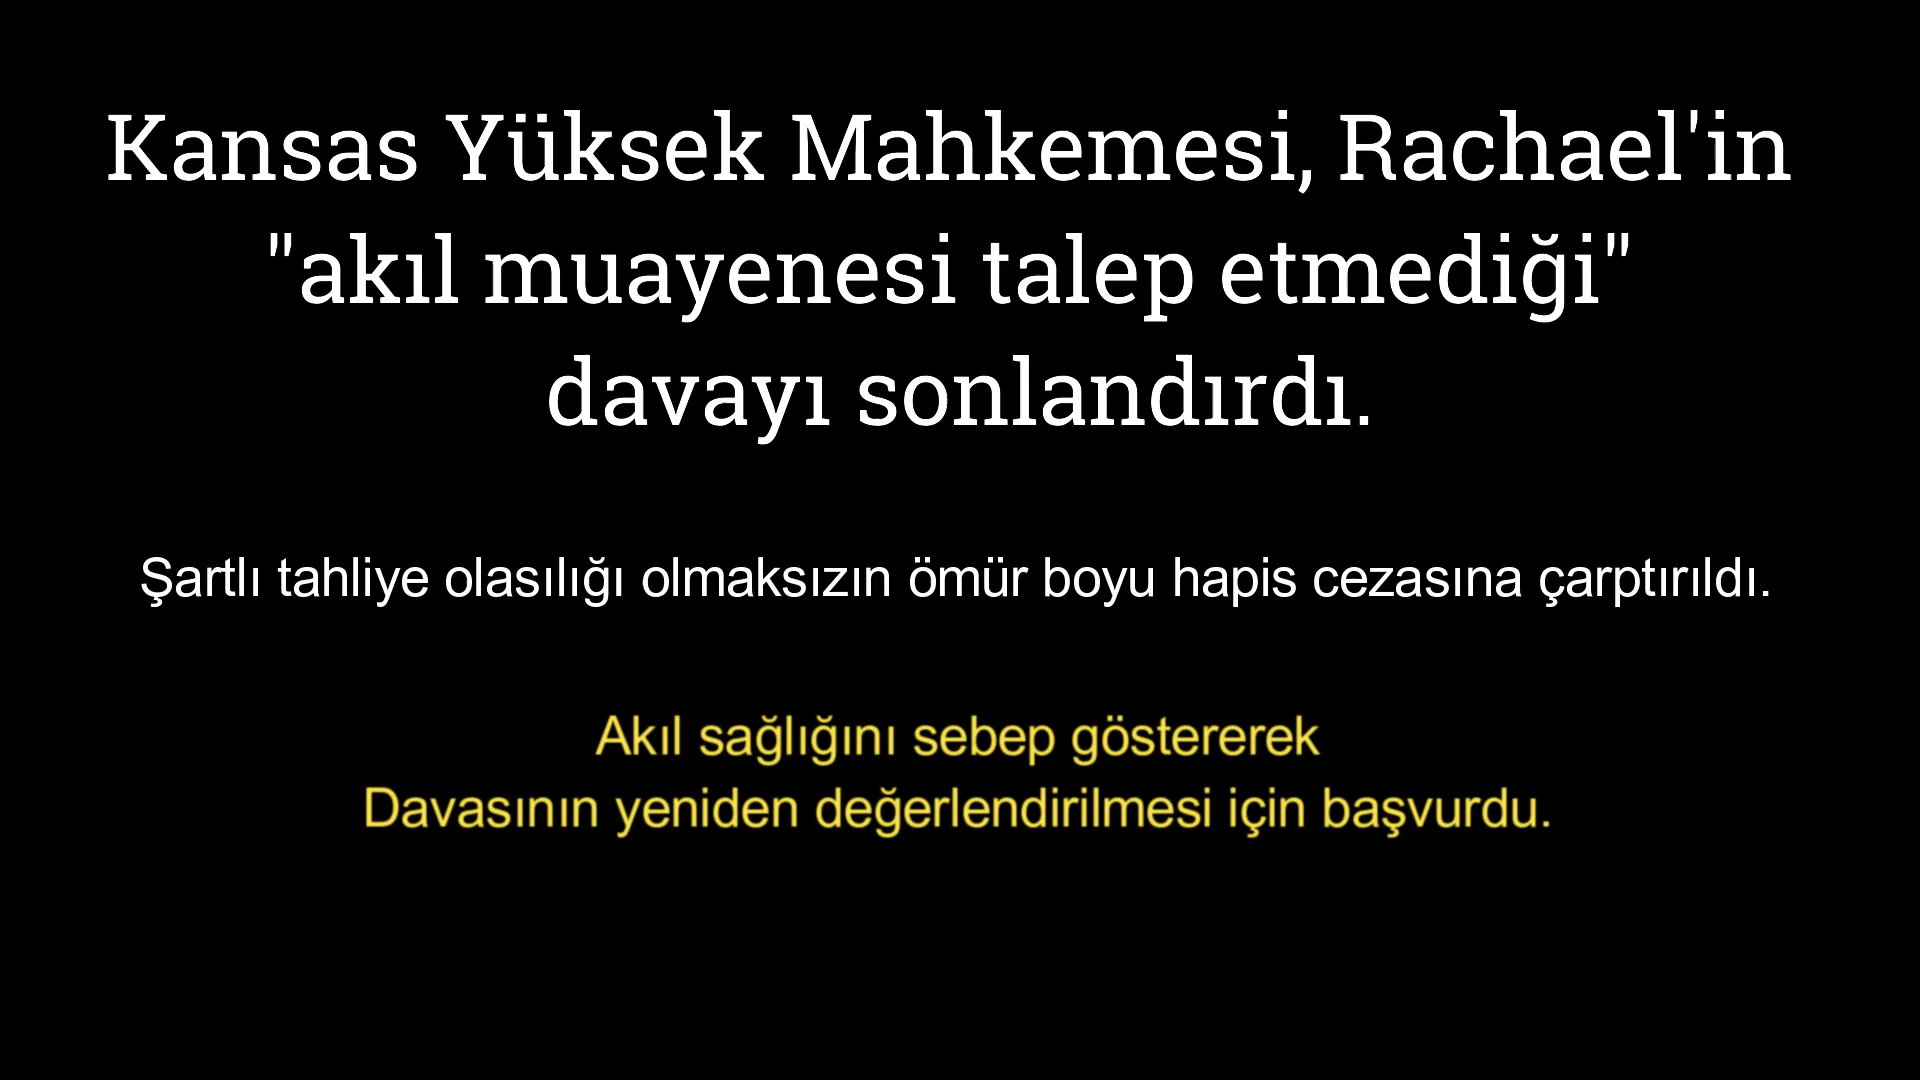 Kansas Yüksek Mahkemesi, Rachael'in
"akıl muayenesi talep etmediği"
davayı sonlandırdı.
Şartlı tahliye olasılığı olmaksızın ömür boyu hapis cezasına çarptırıldı.
Akıl sağlığını sebep göstererek
Davasının yeniden değerlendirilmesi için başvurdu.